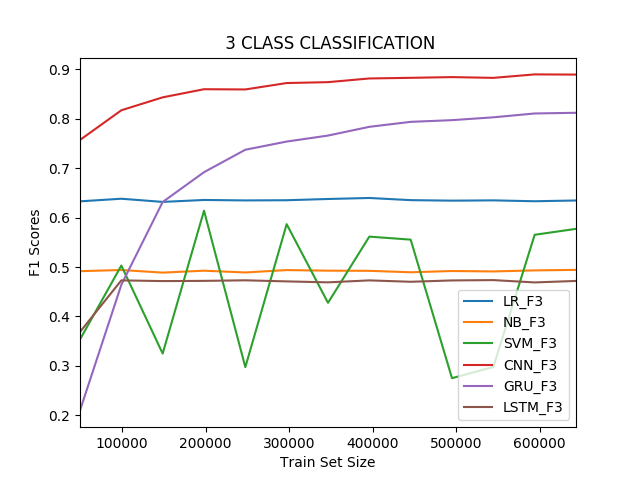 3 CLASS CLASSIFICATION
0.9
0.8
0.7
0.6
0.5
0.4
0.3
0.2
F1 Scores
LR_F3
NB_F3
SVM_F3
CNN_F3
GRU_F3
LSTM_F3
100000 200000 300000 400000 500000 600000
Train Set Size